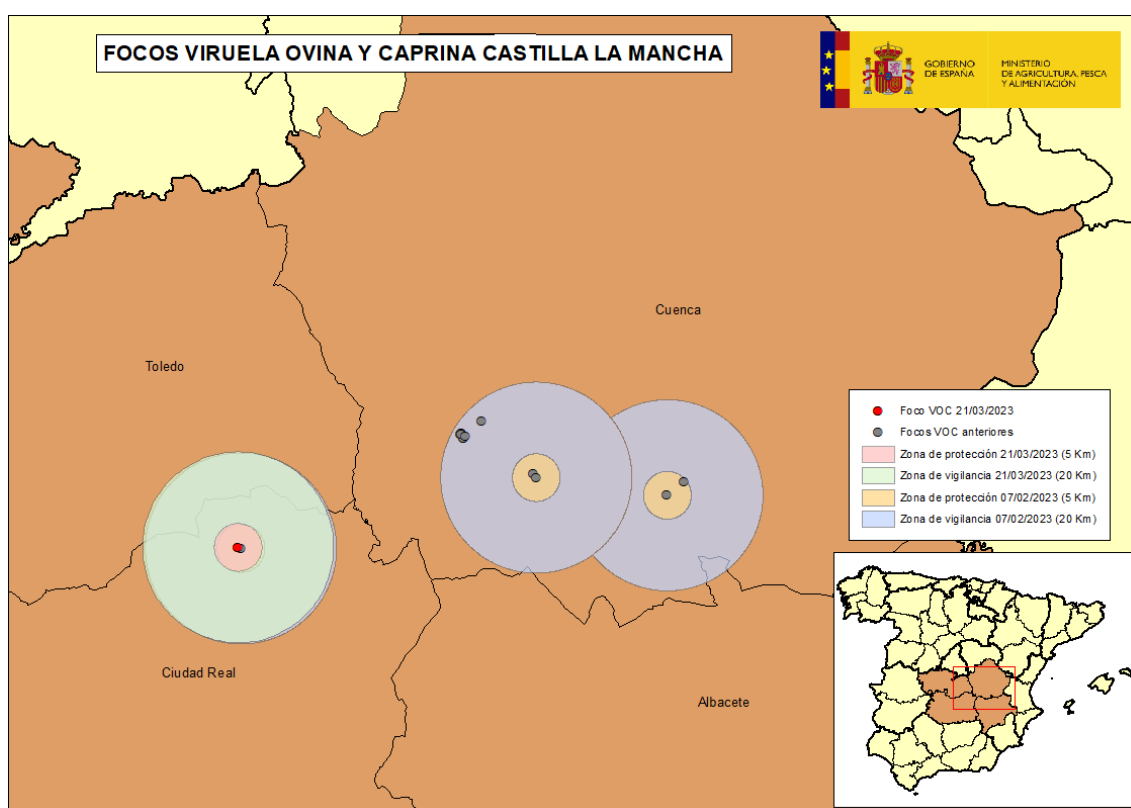 FOCOS VIRUELA OVINA Y CAPRINA CASTILLA LA MANCHA
GOBIERNO
DE ESPAÑA
MINISTERIO
DE AGRICULTURA, PESCA
Y ALIMENTACIÓN
Cuenca
Toledo
Foco VOC 21/03/2023
Focos VOC anteriores
Zona de protección 21/03/2023 (5 Km)
Zona de vigilancia 21/03/2023 (20 Km)
Zona de protección 07/02/2023 (5 Km)
Zona de vigilancia 07/02/2023 (20 Km)
Ciudad Real
Albacete